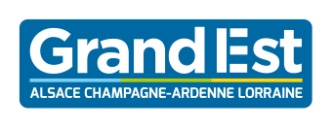 Grand Est
ALSACE CHAMPAGNE-ARDENNE LORRAINE